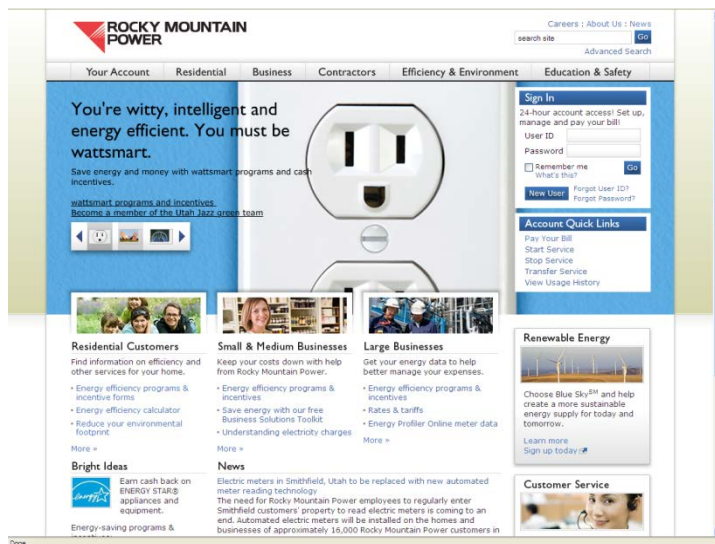 ROCKY MOUNTAIN
POWER
Careers : About Us : News
search site
Go
Advanced Search
Your Account
Residential
Business
Contractors
Efficiency & Environment
Education & Safety
You're witty, intelligent and
energy efficient. You must be
wattsmart.
Save energy and money with wattsmart programs and cash
incentives.
wattsmart programs and incentives
Become a member of the Utah Jazz green team
Sign In
24-hour account access! Set up,
manage and pay your bill!
User ID
Password
Remember me
What's this?
Go
New User
Forgot User ID?
Forgot Password?
Account Quick Links
Pay Your Bill
Start Service
Stop Service
Transfer Service
View Usage History
Residential Customers
Find information on efficiency and
other services for your home.
• Energy efficiency programs &
incentive forms
• Energy efficiency calculator
• Reduce your environmental
footprint
More »
Small & Medium Businesses
Keep your costs down with help
from Rocky Mountain Power.
• Energy efficiency programs &
incentives
• Save energy with our free
Business Solutions Toolkit
• Understanding electricity charges
More »
Large Businesses
Get your energy data to help
better manage your expenses.
• Energy efficiency programs &
incentives
• Rates & tariffs
• Energy Profiler Online meter data
More »
Renewable Energy
Choose Blue Sky℠ and help
create a more sustainable
energy supply for today and
tomorrow.
Learn more
Sign up today
Bright Ideas
energy
Earn cash back on
ENERGY STAR®
appliances and
equipment.
Energy-saving programs &
News
Electric meters in Smithfield, Utah to be replaced with new automated
meter reading technology
The need for Rocky Mountain Power employees to regularly enter
Smithfield customers' property to read electric meters is coming to an
end. Automated electric meters will be installed on the homes and
businesses of approximately 16,000 Rocky Mountain Power customers in
Customer Service